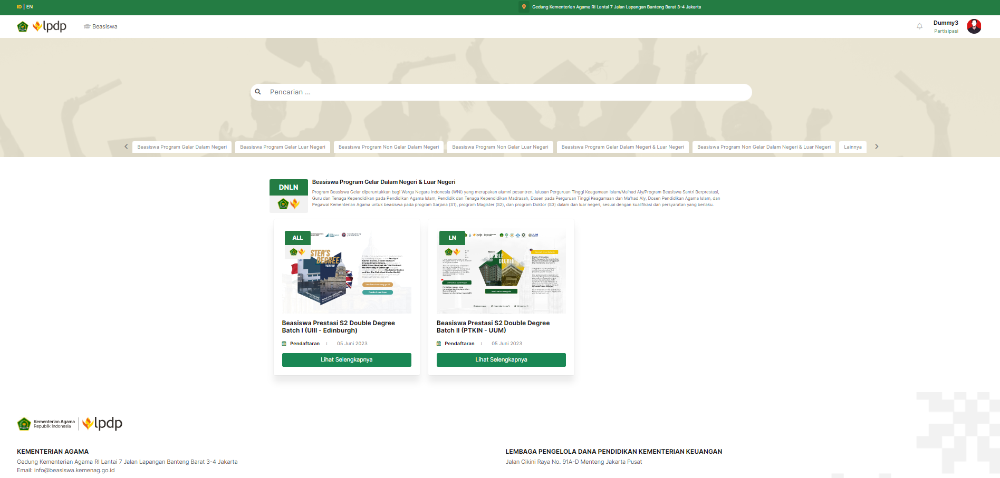 ID | EN
Gedung Kementerian Agama RI Lantai 7 Jalan Lapangan Banteng Barat 3-4 Jakarta
lpdp
Beasiswa
Dummy3
Partisipasi
Pencarian ...
Beasiswa Program Gelar Dalam Negeri
Beasiswa Program Gelar Luar Negeri
Beasiswa Program Non Gelar Dalam Negeri
Beasiswa Program Non Gelar Luar Negeri
Beasiswa Program Gelar Dalam Negeri & Luar Negeri
Beasiswa Program Non Gelar Dalam Negeri & Luar Negeri
Lainnya
DNLN
Beasiswa Program Gelar Dalam Negeri & Luar Negeri
Program Beasiswa Gelar diperuntukkan bagi Warga Negara Indonesia (WNI) yang merupakan alumni pesantren, lulusan Perguruan Tinggi Keagamaan Islam/Ma'had Aly/Program Beasiswa Santri Berprestasi,
Guru dan Tenaga Kependidikan pada Pendidikan Agama Islam, Pendidik dan Tenaga Kependidikan Madrasah, Dosen pada Perguruan Tinggi Keagamaan dan Ma'had Aly, Dosen Pendidikan Agama Islam, dan
Pegawai Kementerian Agama untuk beasiswa pada program Sarjana (S1), program Magister (S2), dan program Doktor (S3) dalam dan luar negeri, sesuai dengan kualifikasi dan persyaratan yang berlaku.
ALL
STER'S
DEGREE
PROGRAM
Beasiswa Prestasi S2 Double Degree
Batch I (UIII - Edinburgh)
Pendaftaran : 05 Juni 2023
Lihat Selengkapnya
LN
lpdp
UUM
DOUBLE
DEGREE
Beasiswa Prestasi S2 Double Degree
Batch II (PTKIN - UUM)
Pendaftaran : 05 Juni 2023
Lihat Selengkapnya
Kementerian Agama
Republik Indonesia
lpdp
KEMENTERIAN AGAMA
Gedung Kementerian Agama RI Lantai 7 Jalan Lapangan Banteng Barat 3-4 Jakarta
Email: info@beasiswa.kemenag.go.id
LEMBAGA PENGELOLA DANA PENDIDIKAN KEMENTERIAN KEUANGAN
Jalan Cikini Raya No. 91A-D Menteng Jakarta Pusat